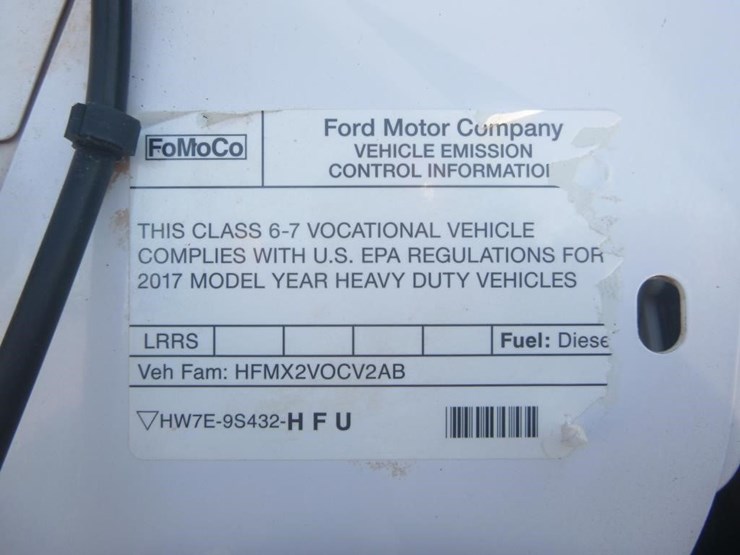 FoMoCo
Ford Motor Company
VEHICLE EMISSION
CONTROL INFORMATIO
THIS CLASS 6-7 VOCATIONAL VEHICLE
COMPLIES WITH U.S. EPA REGULATIONS FOR
2017 MODEL YEAR HEAVY DUTY VEHICLES
LRRS Fuel: Diese
Veh Fam: HFMX2VOCV2AB
▽HW7E-9S432-H F U